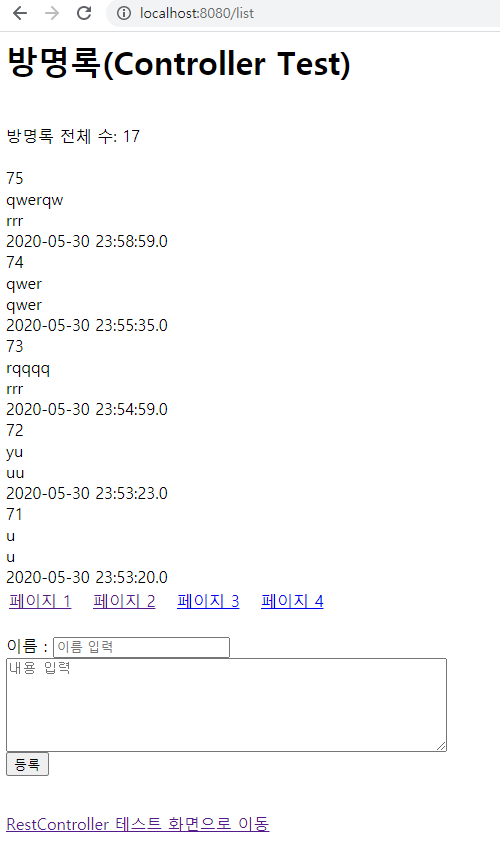 localhost:8080/list
방명록(Controller Test)
방명록 전체 수: 17
75
qwerqw
rrr
2020-05-30 23:58:59.0
74
qwer
qwer
2020-05-30 23:55:35.0
73
rqqqq
rrr
2020-05-30 23:54:59.0
72
yu
uu
2020-05-30 23:53:23.0
71
u
u
2020-05-30 23:53:20.0
페이지 1 페이지 2 페이지 3 페이지 4
이름 : 이름 입력
내용 입력
등록
RestController 테스트 화면으로 이동